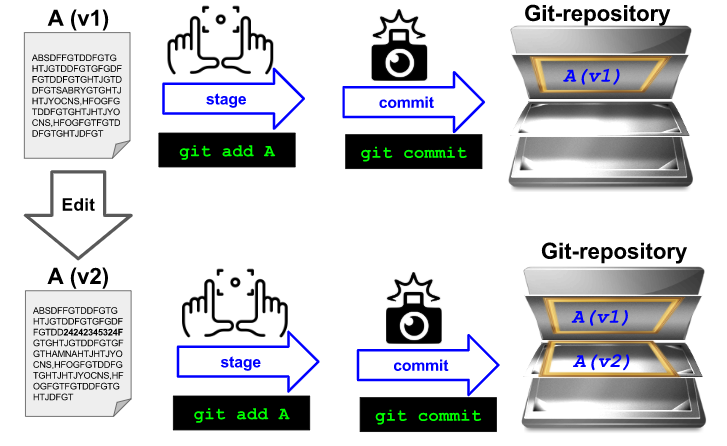 A (v1)
Git-repository
ABSDFFGTDDFGTG
HTJGTDDFGTGFGDF
FGTDDFGTGHTJGTD
DFGTSABRYGTGHTJ
HTJYOCNS,HFOGFG
TDDFGTGHTJHTJYO
CNS,HFOGFGTFGTD
DFGTGHTJDFGT
stage
commit
A(v1)
git add A
git commit
Edit
A (v2)
Git-repository
ABSDFFGTDDFGTG
HTJGTDDFGTGFGDF
FGTDD24242345324F
GTGHTJGTDDFGTGF
GTHAMNAHTJHTJYO
CNS,HFOGFGTDDFG
TGHTJHTJYOCNS,HF
OGFGTFGTDDFGTG
HTJDFGT
stage
commit
A(v1)
A(v2)
git add A
git commit